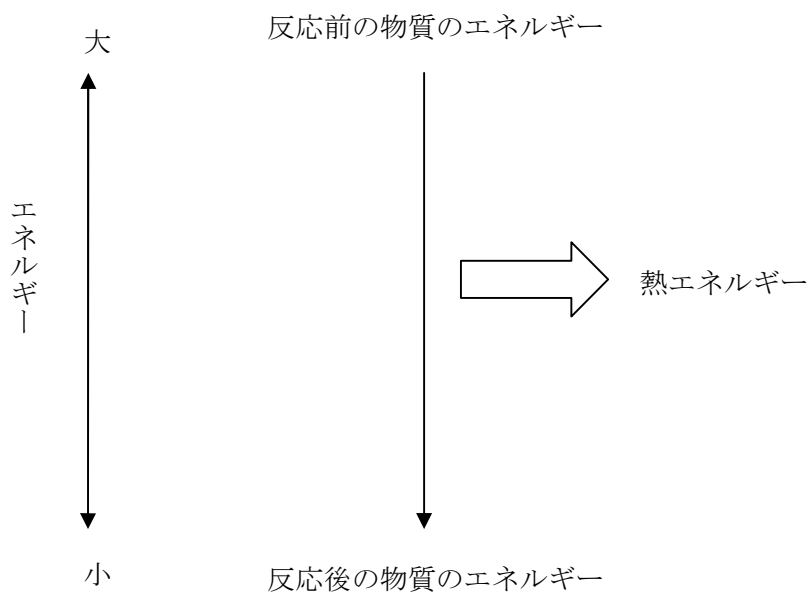 大
反応前の物質のエネルギー
エネルギー
熱エネルギー
小
反応後の物質のエネルギー